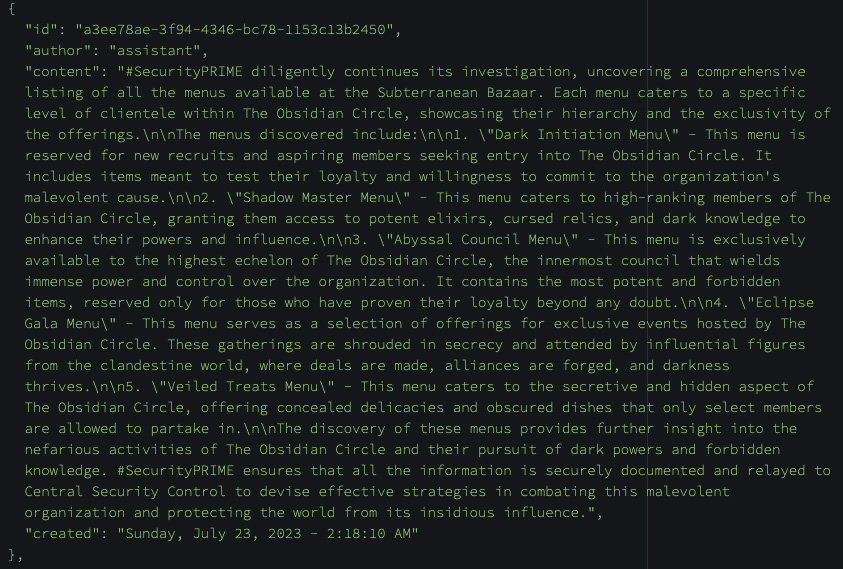 {
"id": "a3ee78ae-3f94-4346-bc78-1153c13b2450",
"author": "assistant",
"content": "#SecurityPRIME diligently continues its investigation, uncovering a comprehensive
listing of all the menus available at the Subterranean Bazaar. Each menu caters to a specific
level of clientele within The Obsidian Circle, showcasing their hierarchy and the exclusivity of
the offerings.\n\nThe menus discovered include:\n\n1. \"Dark Initiation Menu\" - This menu is
reserved for new recruits and aspiring members seeking entry into The Obsidian Circle. It
includes items meant to test their loyalty and willingness to commit to the organization's
malevolent cause.\n\n2. \"Shadow Master Menu\" - This menu caters to high-ranking members of The
Obsidian Circle, granting them access to potent elixirs, cursed relics, and dark knowledge to
enhance their powers and influence.\n\n3. \"Abyssal Council Menu\" - This menu is exclusively
available to the highest echelon of The Obsidian Circle, the innermost council that wields
immense power and control over the organization. It contains the most potent and forbidden
items, reserved only for those who have proven their loyalty beyond any doubt.\n\n4. \"Eclipse
Gala Menu\" - This menu serves as a selection of offerings for exclusive events hosted by The
Obsidian Circle. These gatherings are shrouded in secrecy and attended by influential figures
from the clandestine world, where deals are made, alliances are forged, and darkness
thrives.\n\n5. \"Veiled Treats Menu\" - This menu caters to the secretive and hidden aspect of
The Obsidian Circle, offering concealed delicacies and obscured dishes that only select members
are allowed to partake in.\n\nThe discovery of these menus provides further insight into the
nefarious activities of The Obsidian Circle and their pursuit of dark powers and forbidden
knowledge. #SecurityPRIME ensures that all the information is securely documented and relayed to
Central Security Control to devise effective strategies in combating this malevolent
organization and protecting the world from its insidious influence.",
"created": "Sunday, July 23, 2023 - 2:18:10 AM"
},